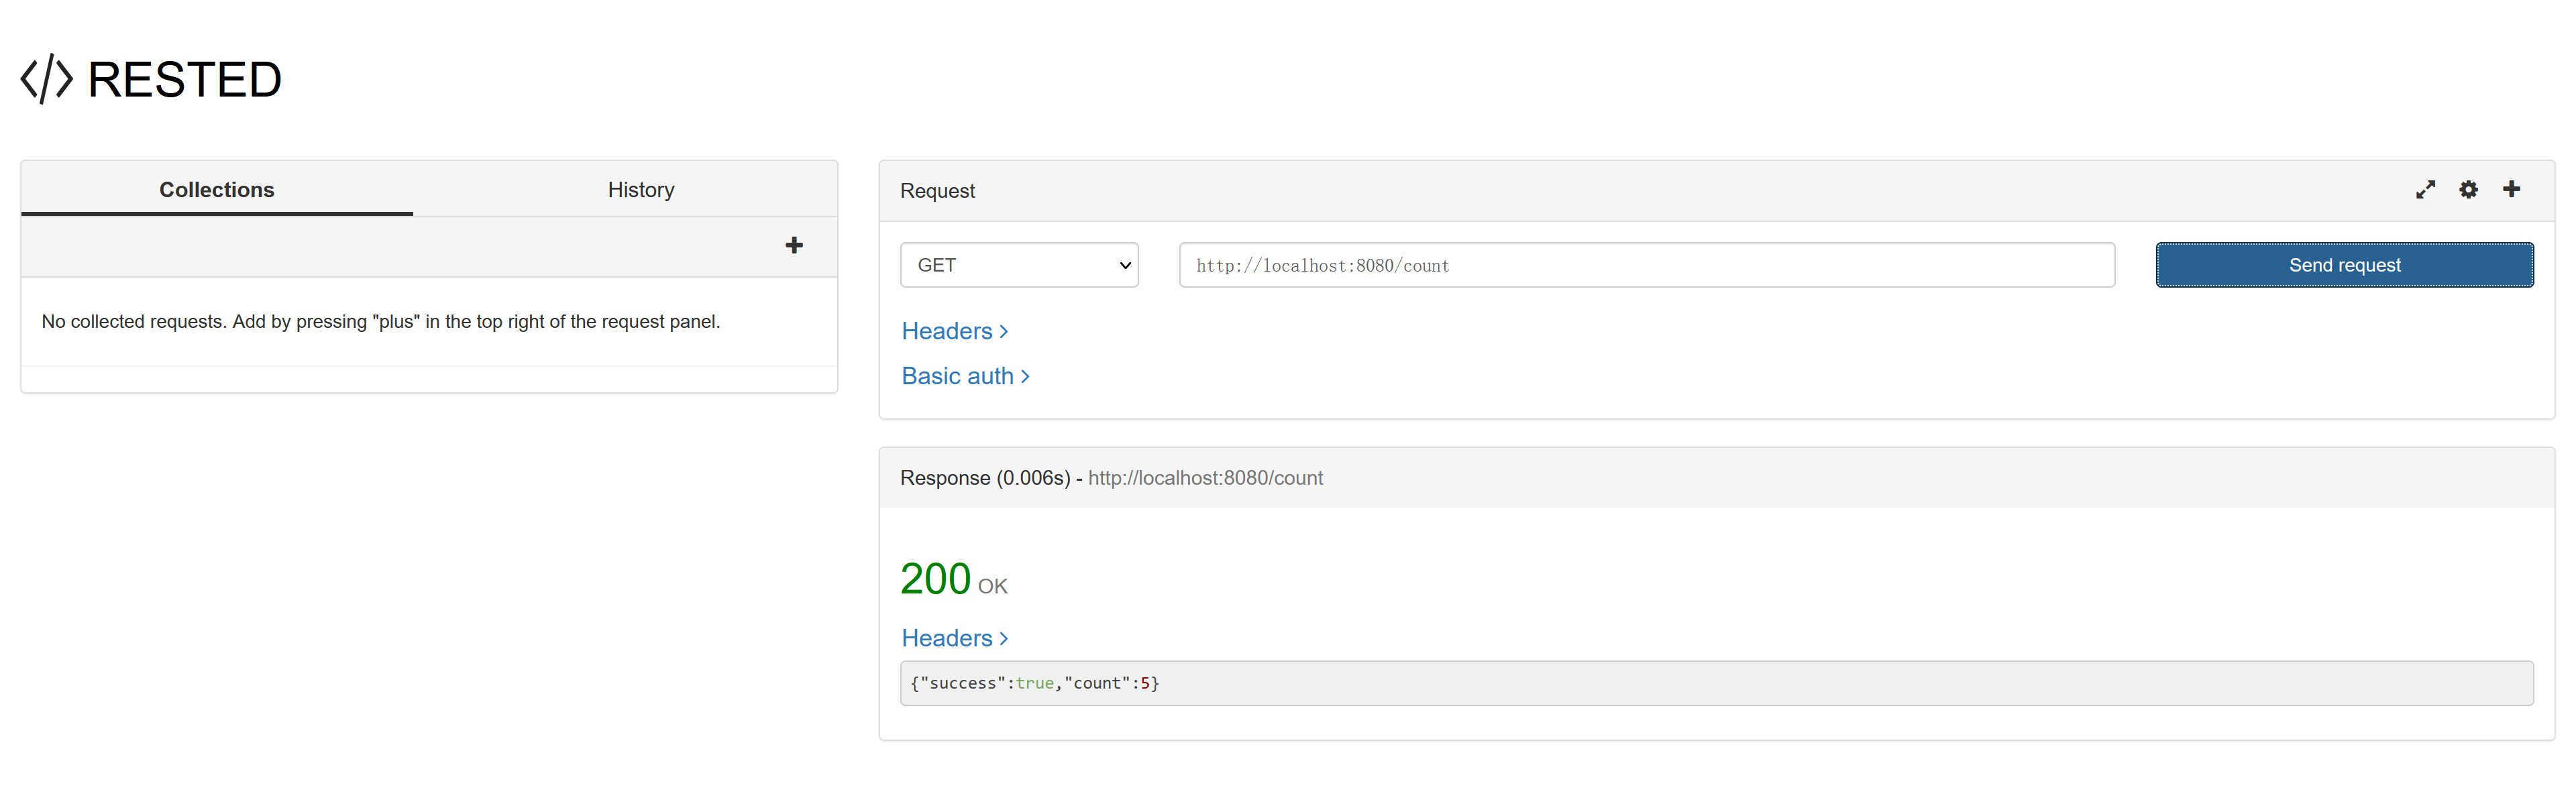 </> RESTED
Collections
History
No collected requests. Add by pressing "plus" in the top right of the request panel.
Request
GET
http://localhost:8080/count
Send request
Headers
Basic auth
Response (0.006s) - http://localhost:8080/count
200 OK
Headers
{"success":true,"count":5}